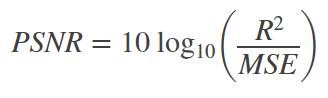 PSNR = 10 log₁₀(R²/MSE)